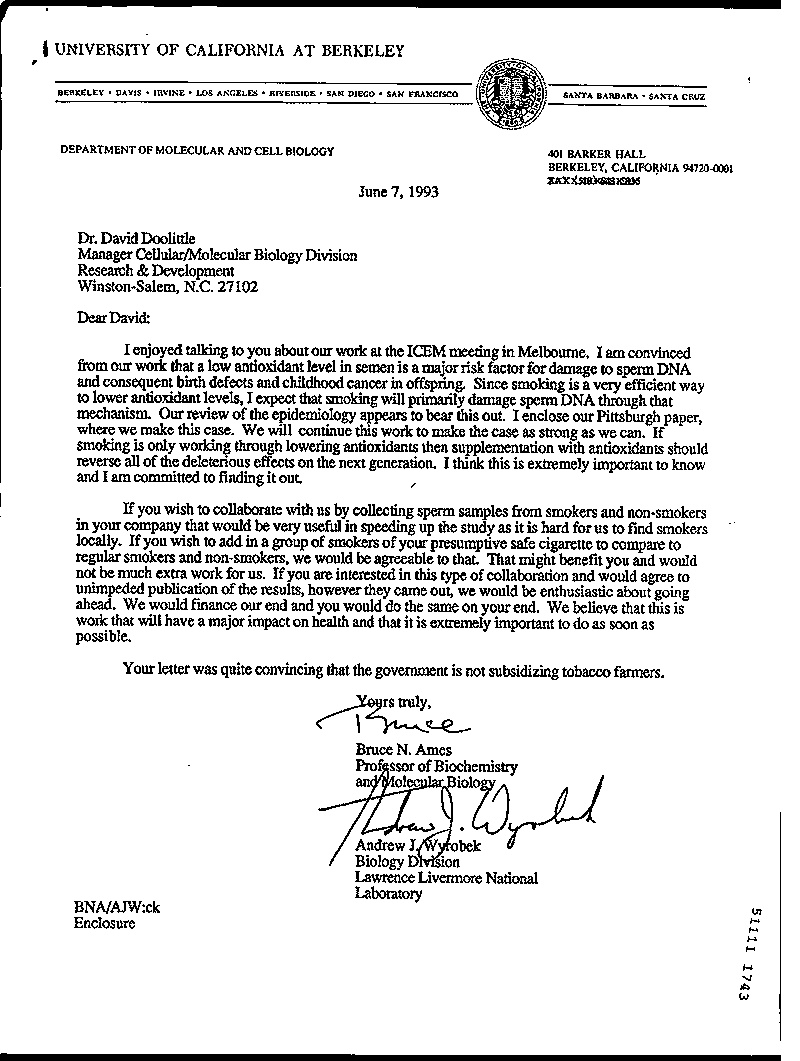 UNIVERSITY OF CALIFORNIA AT BERKELEY
BERKELEY • DAVIS • IRVINE • LOS ANGELES • RIVERSIDE • SAN DIEGO • SAN FRANCISCO
SANTA BARBARA • SANTA CRUZ
DEPARTMENT OF MOLECULAR AND CELL BIOLOGY
401 BARKER HALL
BERKELEY, CALIFORNIA 94720-0001
June 7, 1993
Dr. David Doolittle
Manager Cellular/Molecular Biology Division
Research & Development
Winston-Salem, N.C. 27102
Dear David:
I enjoyed talking to you about our work at the ICEM meeting in Melbourne. I am convinced
from our work that a low antioxidant level in semen is a major risk factor for damage to sperm DNA
and consequent birth defects and childhood cancer in offspring. Since smoking is a very efficient way
to lower antioxidant levels, I expect that smoking will primarily damage sperm DNA through that
mechanism. Our review of the epidemiology appears to bear this out. I enclose our Pittsburgh paper,
where we make this case. We will continue this work to make the case as strong as we can. If
smoking is only working through lowering antioxidants then supplementation with antioxidants should
reverse all of the deleterious effects on the next generation. I think this is extremely important to know
and I am committed to finding it out.
If you wish to collaborate with us by collecting sperm samples from smokers and non-smokers
in your company that would be very useful in speeding up the study as it is hard for us to find smokers
locally. If you wish to add in a group of smokers of your presumptive safe cigarette to compare to
regular smokers and non-smokers, we would be agreeable to that. That might benefit you and would
not be much extra work for us. If you are interested in this type of collaboration and would agree to
unimpeded publication of the results, however they came out, we would be enthusiastic about going
ahead. We would finance our end and you would do the same on your end. We believe that this is
work that will have a major impact on health and that it is extremely important to do as soon as
possible.
Your letter was quite convincing that the government is not subsidizing tobacco farmers.
Yours truly,
Bruce
Bruce N. Ames
Professor of Biochemistry
and Molecular Biology
Andrew J. Wyrobek
Andrew J. Wyrobek
Biology Division
Lawrence Livermore National
Laboratory
BNA/AJW:ck
Enclosure
51111 1743